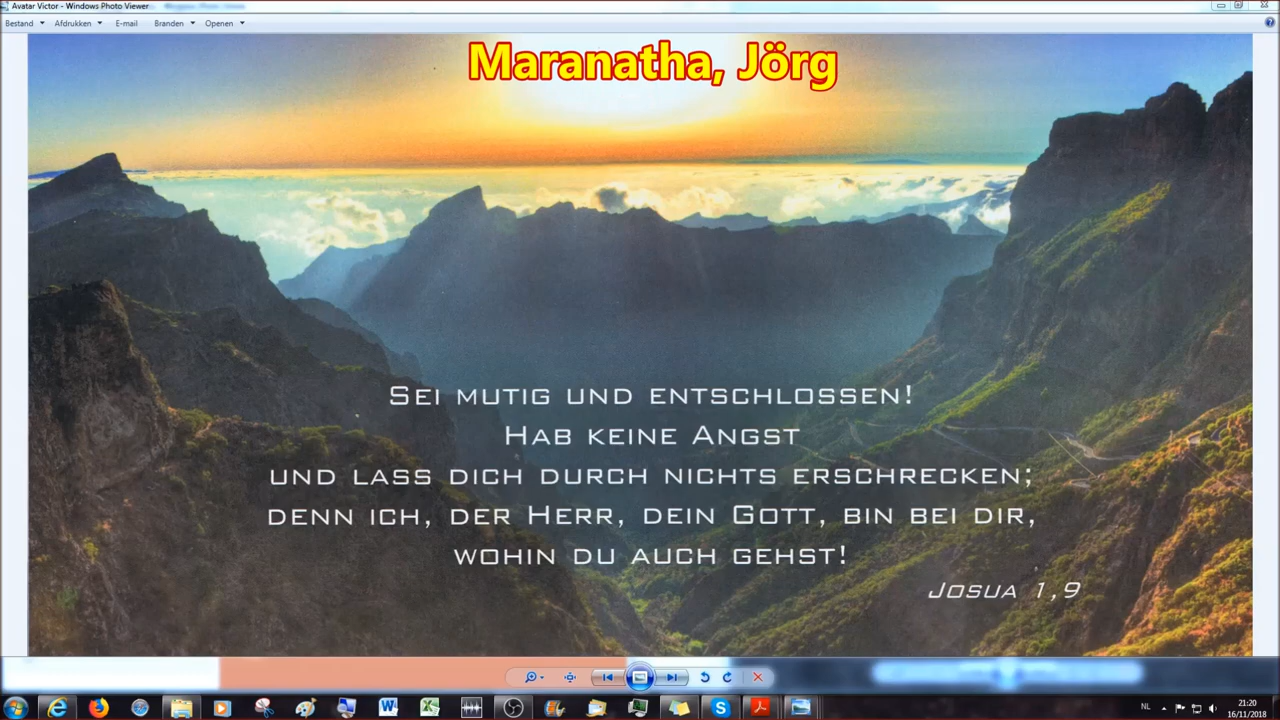 Avatar Victor - Windows Photo Viewer
Bestand Afdrukken E-mail Branden Openen
Maranatha, Jörg
Sei mutig und entschlossen!
Hab keine Angst
und lass dich durch nichts erschrecken;
denn ich, der Herr, dein Gott, bin bei dir,
wohin du auch gehst!
Josua 1,9
NL
21:20
16/11/2018